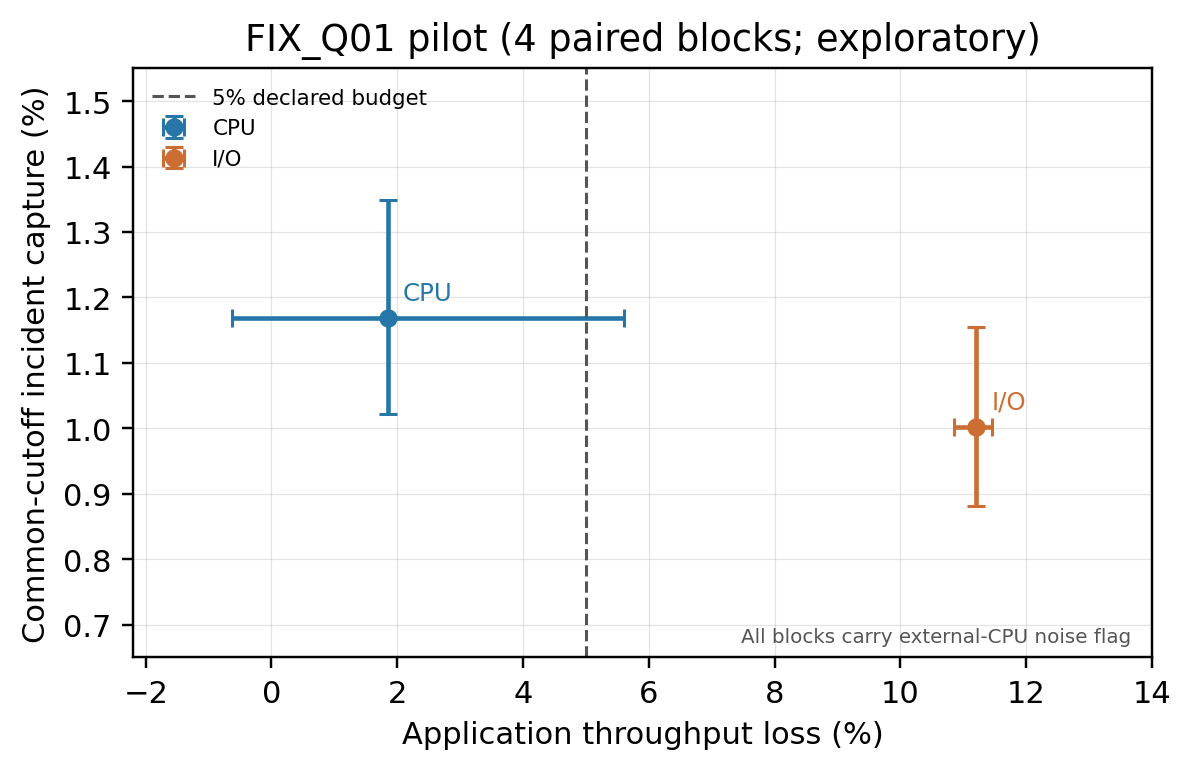 FIX_Q01 pilot (4 paired blocks; exploratory)
Common-cutoff incident capture (%)
1.5
1.4
1.3
1.2
1.1
1.0
0.9
0.8
0.7
5% declared budget
CPU
I/O
CPU
I/O
All blocks carry external-CPU noise flag
−2
0
2
4
6
8
10
12
14
Application throughput loss (%)